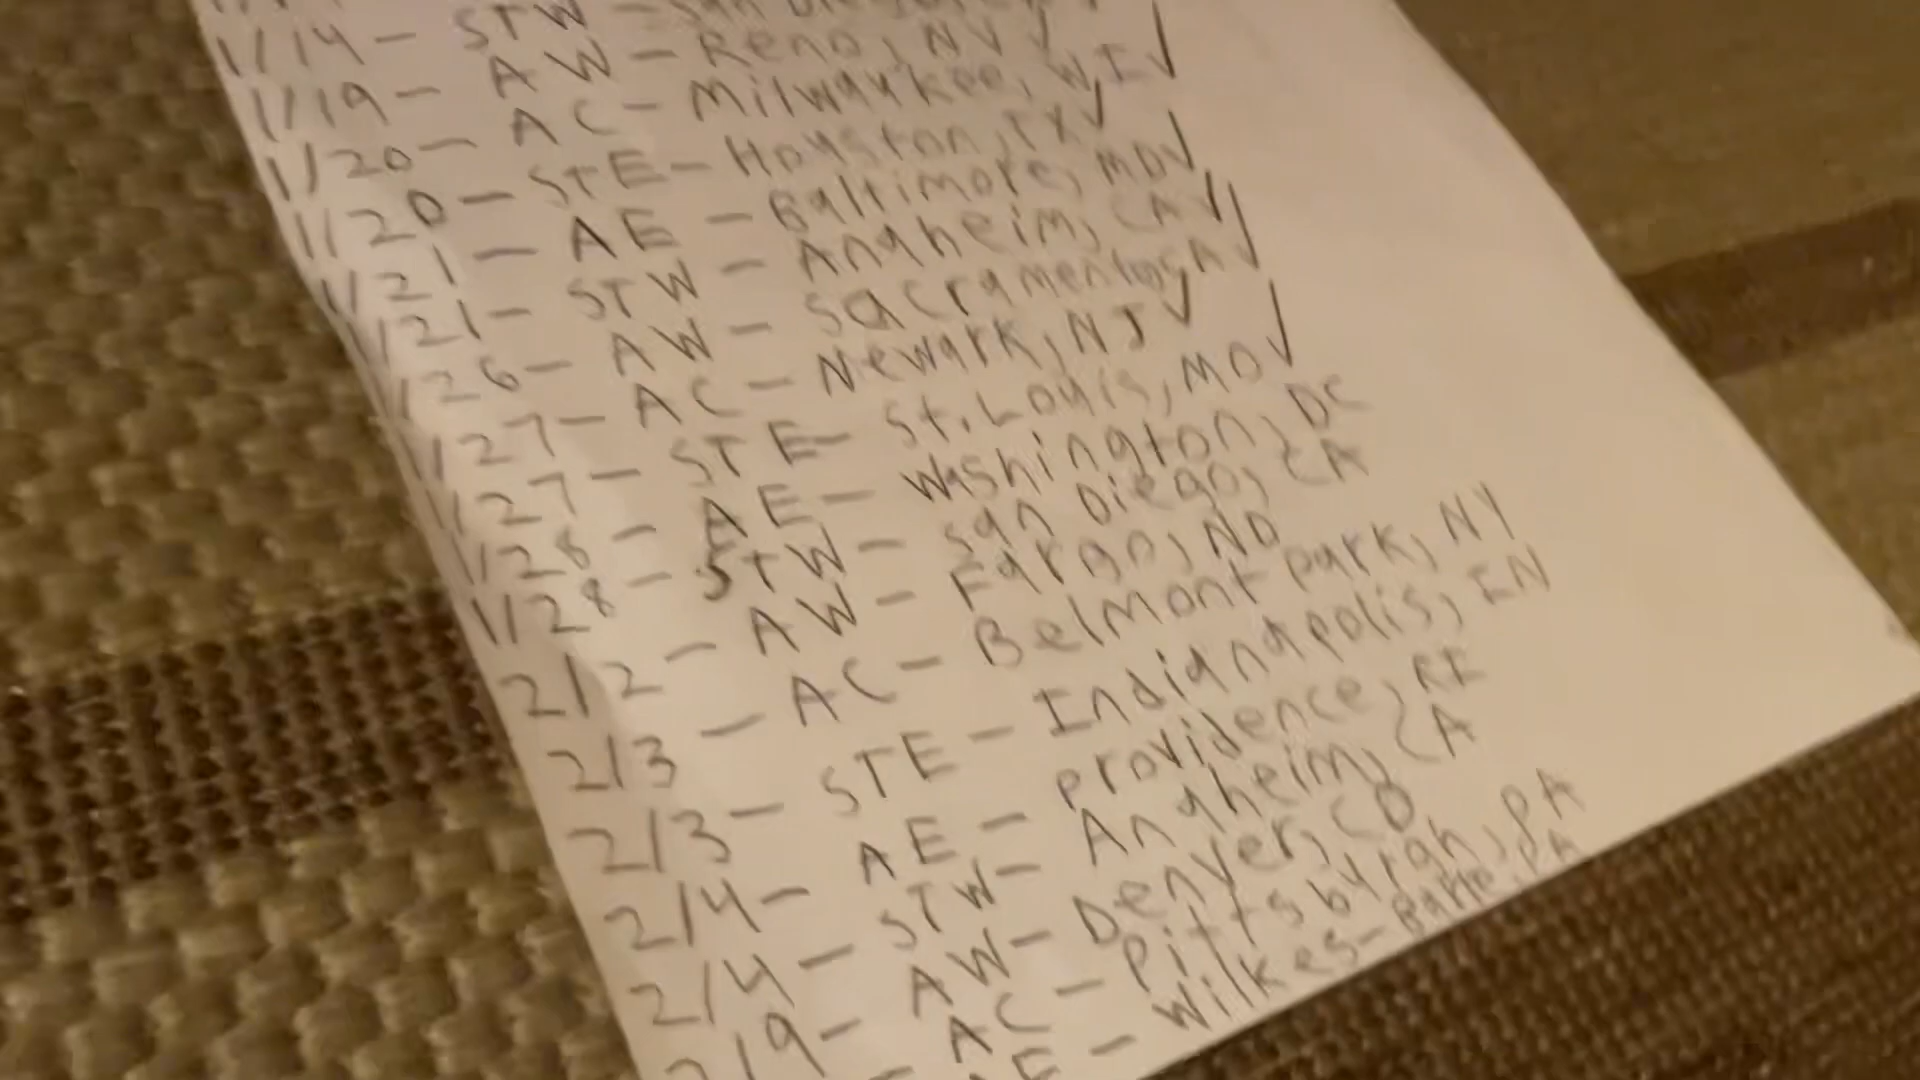 1/14 - STW - San Diego
1/19 - AW - Reno, NV ✓
1/20 - AC - Milwaukee, WI ✓
1/20 - STE - Houston, TX ✓
1/21 - AE - Baltimore, MD ✓
1/21 - STW - Anaheim, CA ✓
1/26 - AW - Sacramento, CA ✓
1/27 - AC - Newark, NJ ✓
1/27 - STE - St. Louis, MO ✓
1/28 - AE - Washington, DC
1/28 - STW - San Diego, CA
2/2 - AW - Fargo, ND
2/3 - AC - Belmont park, NY
2/3 - STE - Indianapolis, IN
2/4 - AE - providence, RI
2/4 - STW - Anaheim, CA
2/9 - AW - Denver, CO
- AC - pittsburgh, PA
E - Wilkes-Barre, PA